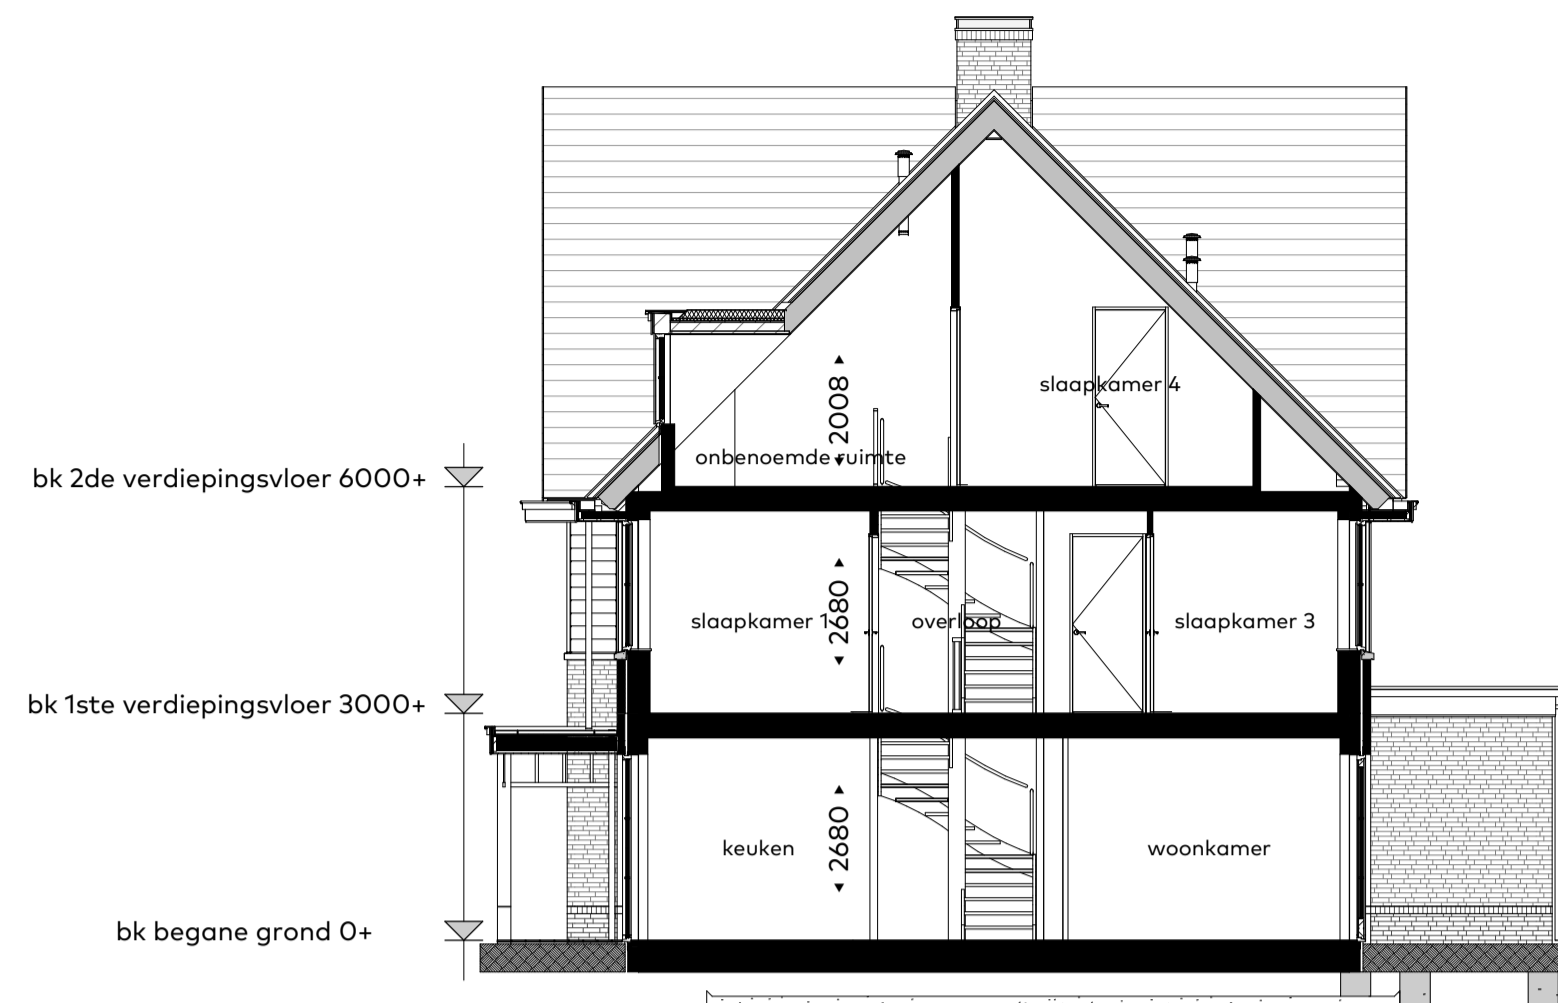 slaapkamer 4
2008
onbenoemde ruimte
bk 2de verdiepingsvloer 6000+
slaapkamer 1
2680
overloop
slaapkamer 3
bk 1ste verdiepingsvloer 3000+
keuken
2680
woonkamer
bk begane grond 0+